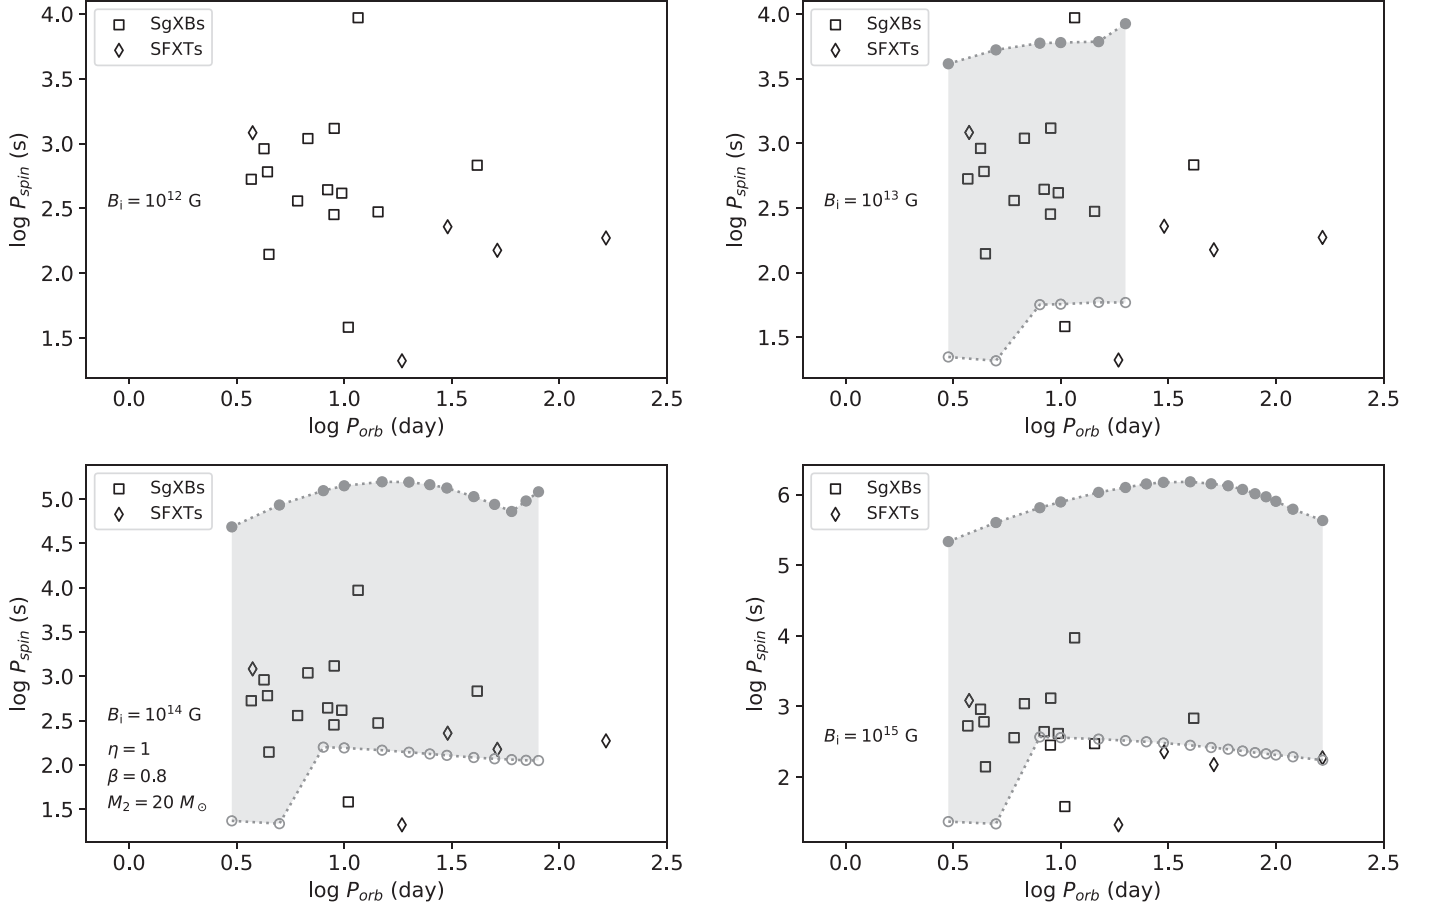 4.0
3.5
3.0
2.5
2.0
1.5
log P_spin (s)
SgXBs
SFXTs
B_i = 10^12 G
0.0 0.5 1.0 1.5 2.0 2.5
log P_orb (day)
4.0
3.5
3.0
2.5
2.0
1.5
log P_spin (s)
SgXBs
SFXTs
B_i = 10^13 G
0.0 0.5 1.0 1.5 2.0 2.5
log P_orb (day)
5.0
4.5
4.0
3.5
3.0
2.5
2.0
1.5
log P_spin (s)
SgXBs
SFXTs
B_i = 10^14 G
η = 1
β = 0.8
M_2 = 20 M_⊙
0.0 0.5 1.0 1.5 2.0 2.5
log P_orb (day)
6
5
4
3
2
log P_spin (s)
SgXBs
SFXTs
B_i = 10^15 G
0.0 0.5 1.0 1.5 2.0 2.5
log P_orb (day)